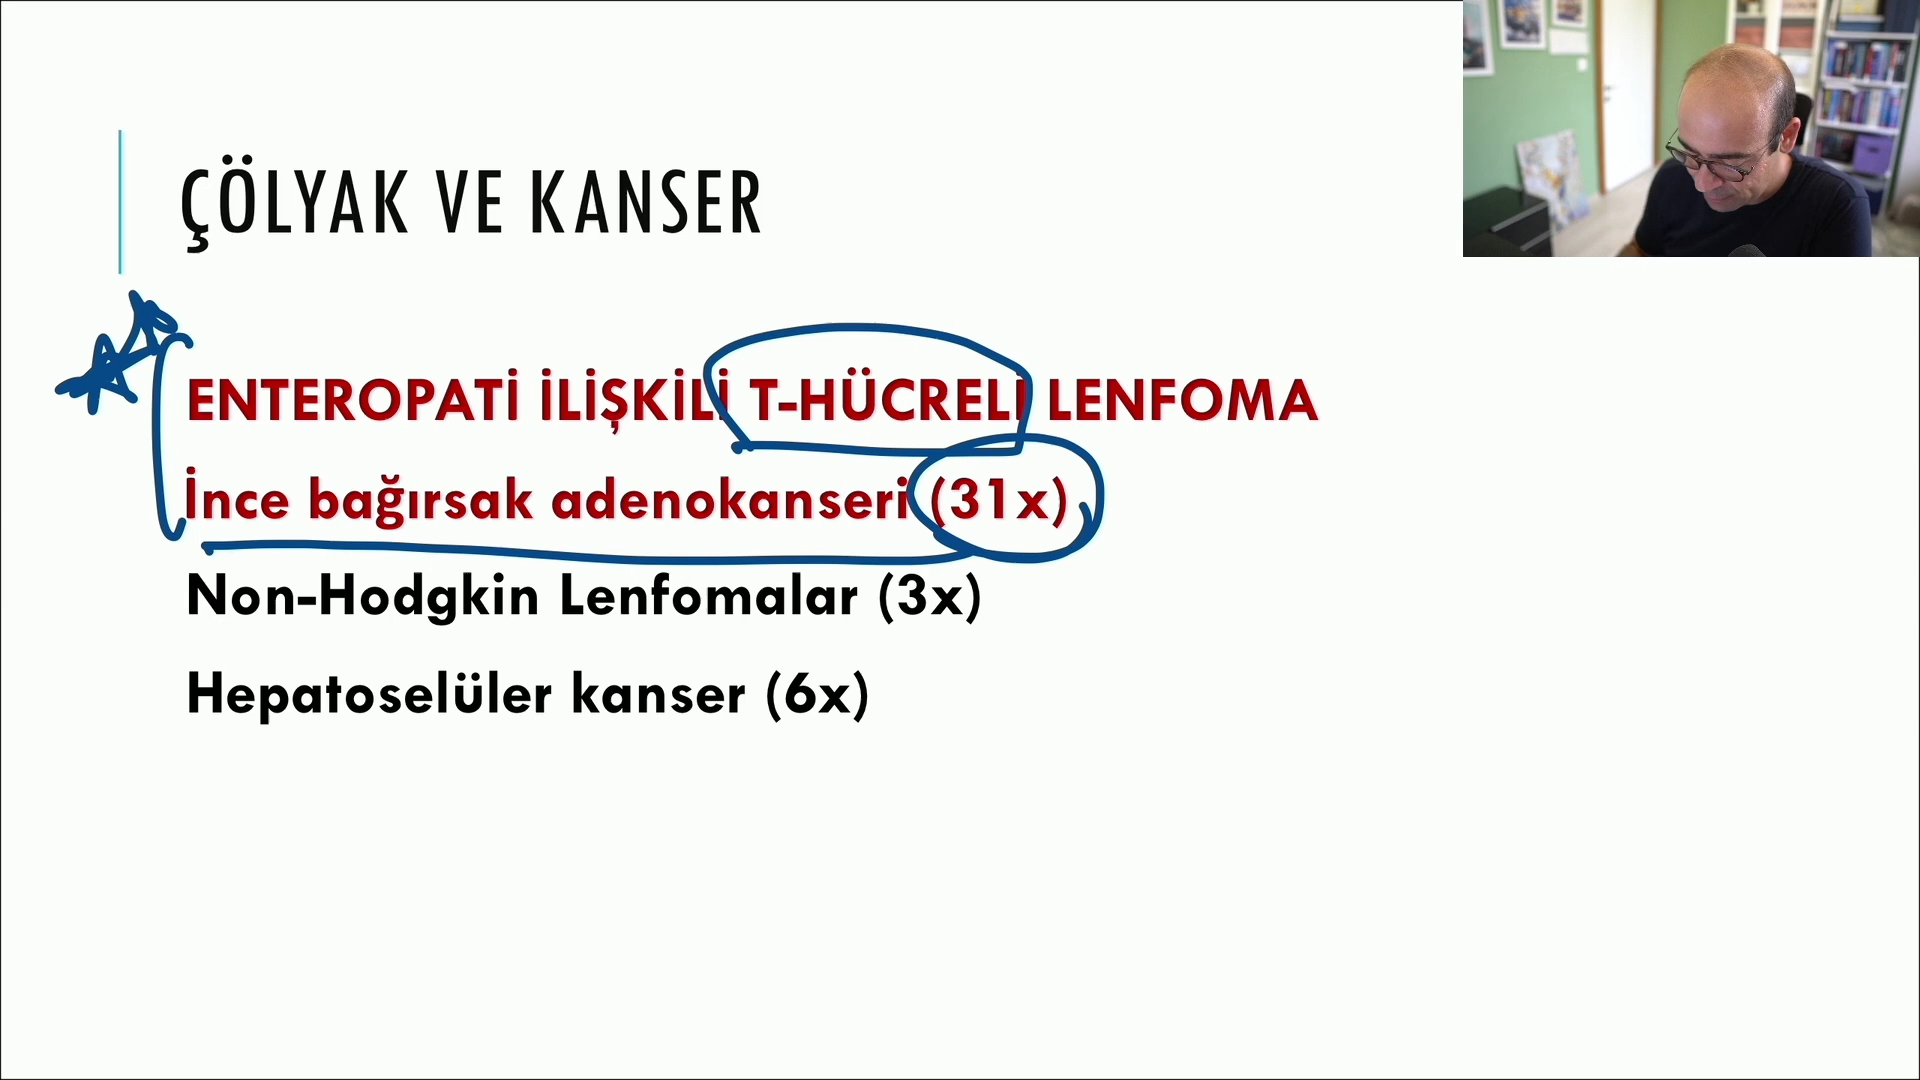 ÇÖLYAK VE KANSER
ENTEROPATİ İLİŞKİLİ T-HÜCRELİ LENFOMA
İnce bağırsak adenokanseri (31x)
Non-Hodgkin Lenfomalar (3x)
Hepatoselüler kanser (6x)